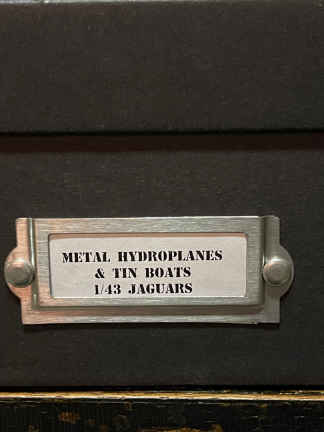 METAL HYDROPLANES
& TIN BOATS
1/43 JAGUARS